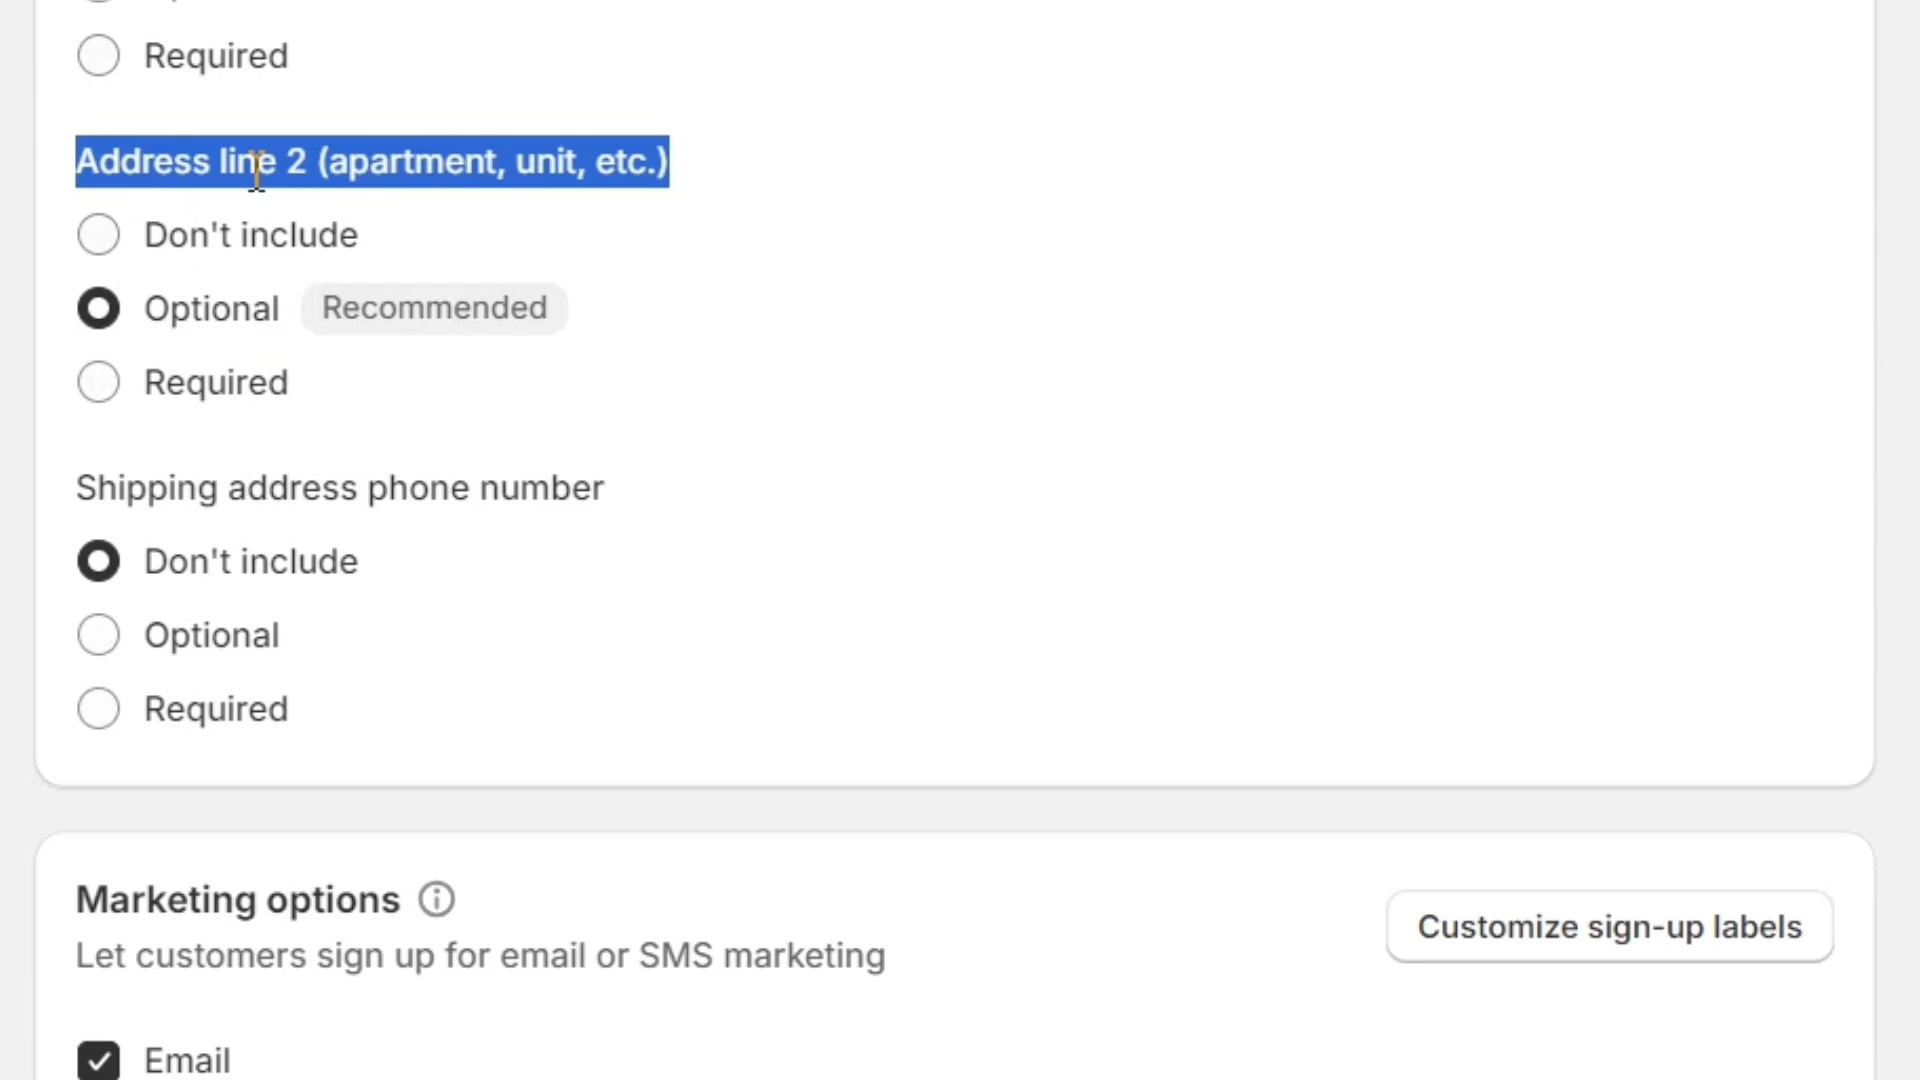 Required
Address line 2 (apartment, unit, etc.)
Don't include
Optional Recommended
Required
Shipping address phone number
Don't include
Optional
Required
Marketing options
Customize sign-up labels
Let customers sign up for email or SMS marketing
Email